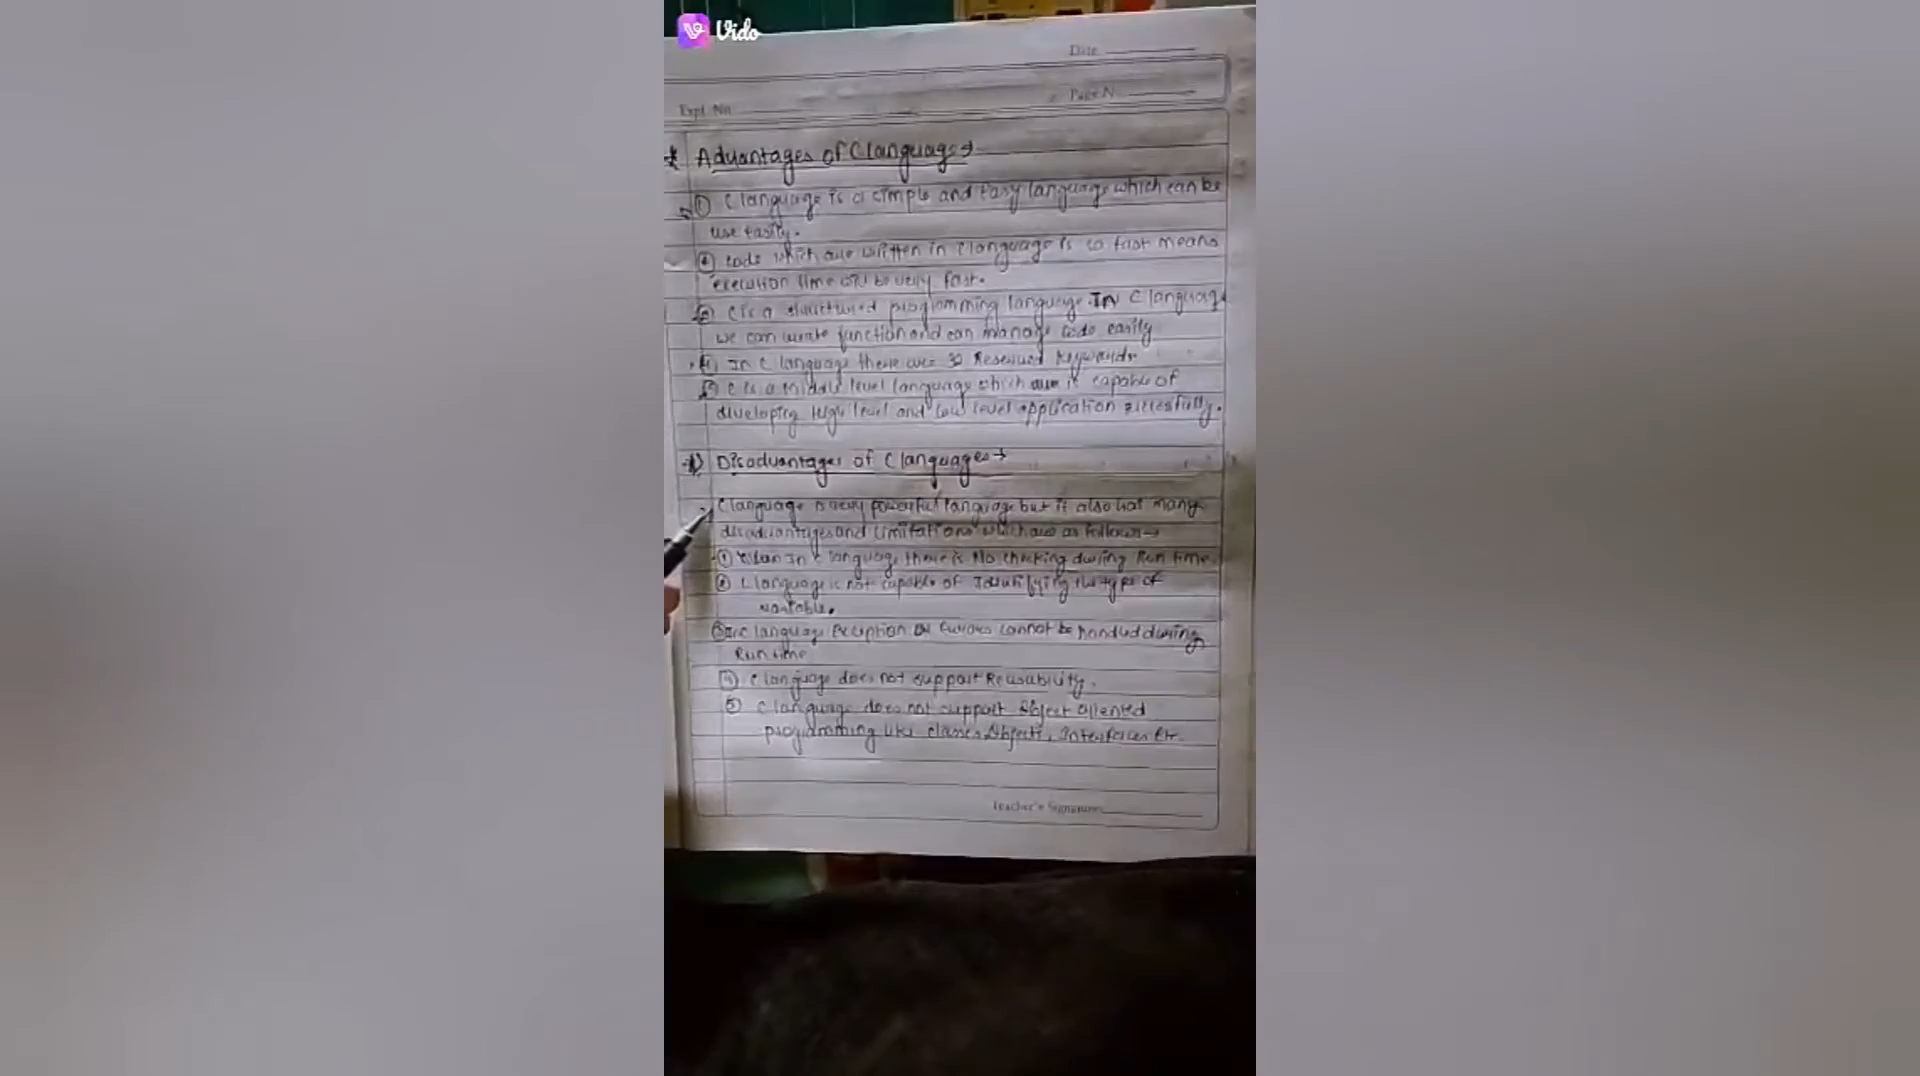 Vido
Date
Expt. No.
Page N
Advantages of C language→
① C language is a simple and Easy language which can be
use easily.
② Code which are written in C language is so fast means
execution time will be very fast.
③ C is a structured programming language. IN C language
we can create function and can manage code easily
④ In C language there are 32 Reserved Keywords
⑤ C is a middle level language which is capable of
developing High level and low level application successfully.
Disadvantages of C languages→
C language is very powerful language but it also has many
disadvantages and Limitations which are as follows→
① In C language there is No checking during Run time.
② C language is not capable of Identifying the type of
variable.
③ In C language Exception or Errors cannot be handled during
Run time
④ C language does not support Reusability.
⑤ C language does not support Object oriented
programming like classes, Objects, Interfaces Etc.
Teacher's Signature